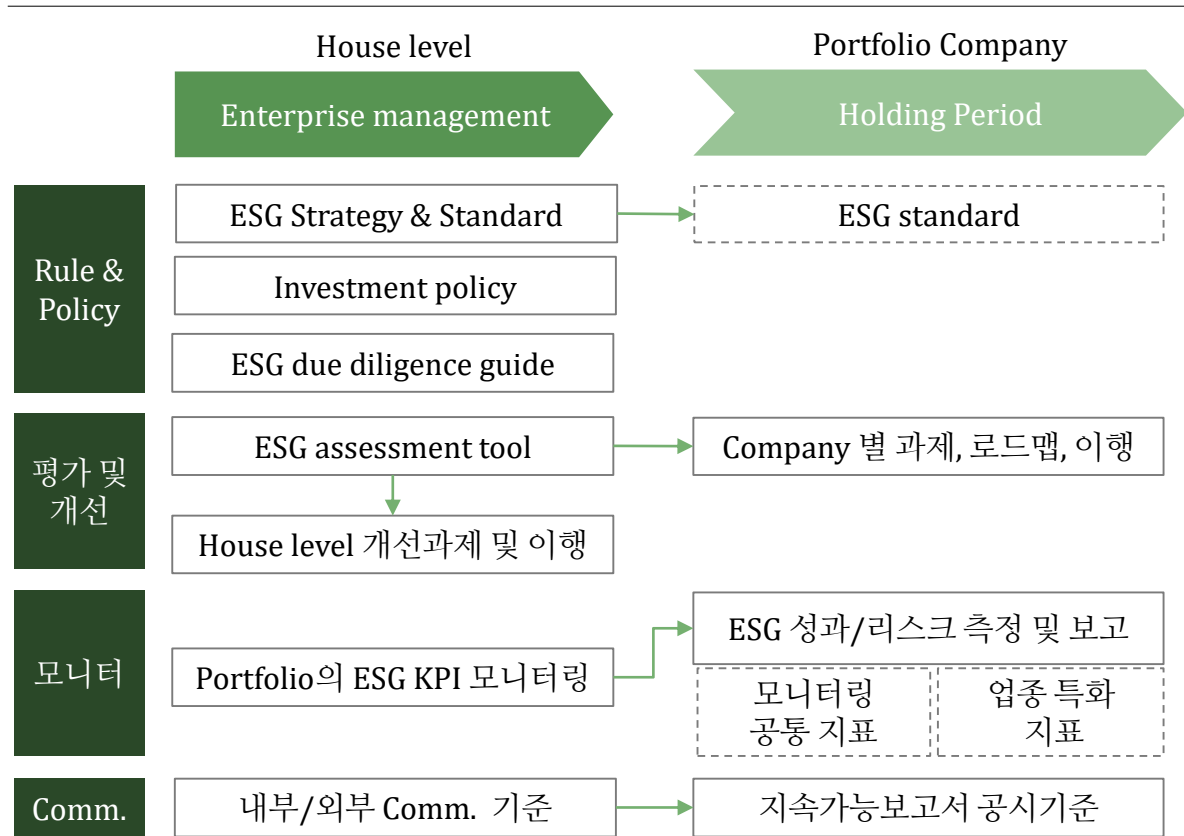 House level
Portfolio Company
Enterprise management
Holding Period
Rule &
Policy
ESG Strategy & Standard
ESG standard
Investment policy
ESG due diligence guide
평가 및
개선
ESG assessment tool
Company 별 과제, 로드맵, 이행
House level 개선과제 및 이행
모니터
Portfolio의 ESG KPI 모니터링
ESG 성과/리스크 측정 및 보고
모니터링
공통 지표
업종 특화
지표
Comm.
내부/외부 Comm. 기준
지속가능보고서 공시기준